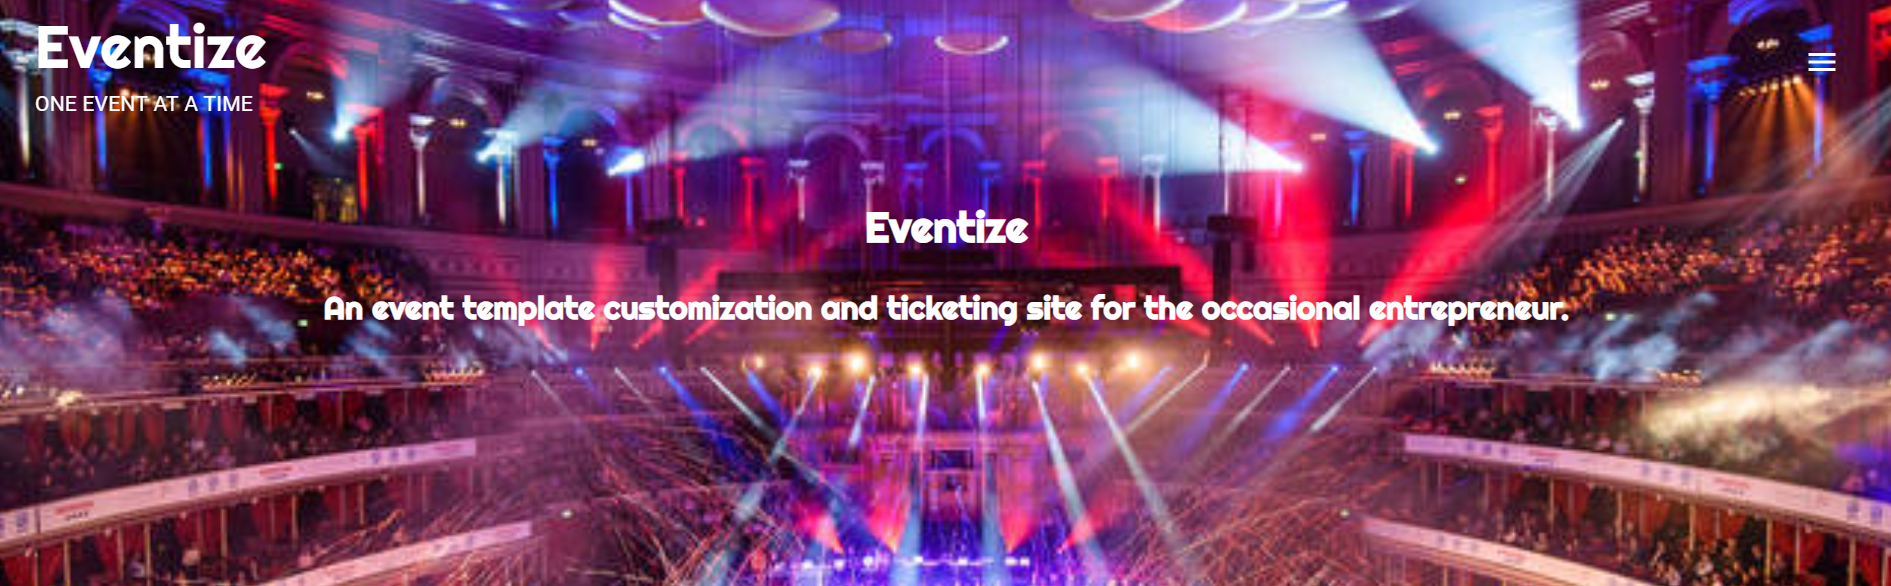 Eventize
ONE EVENT AT A TIME
Eventize
An event template customization and ticketing site for the occasional entrepreneur.